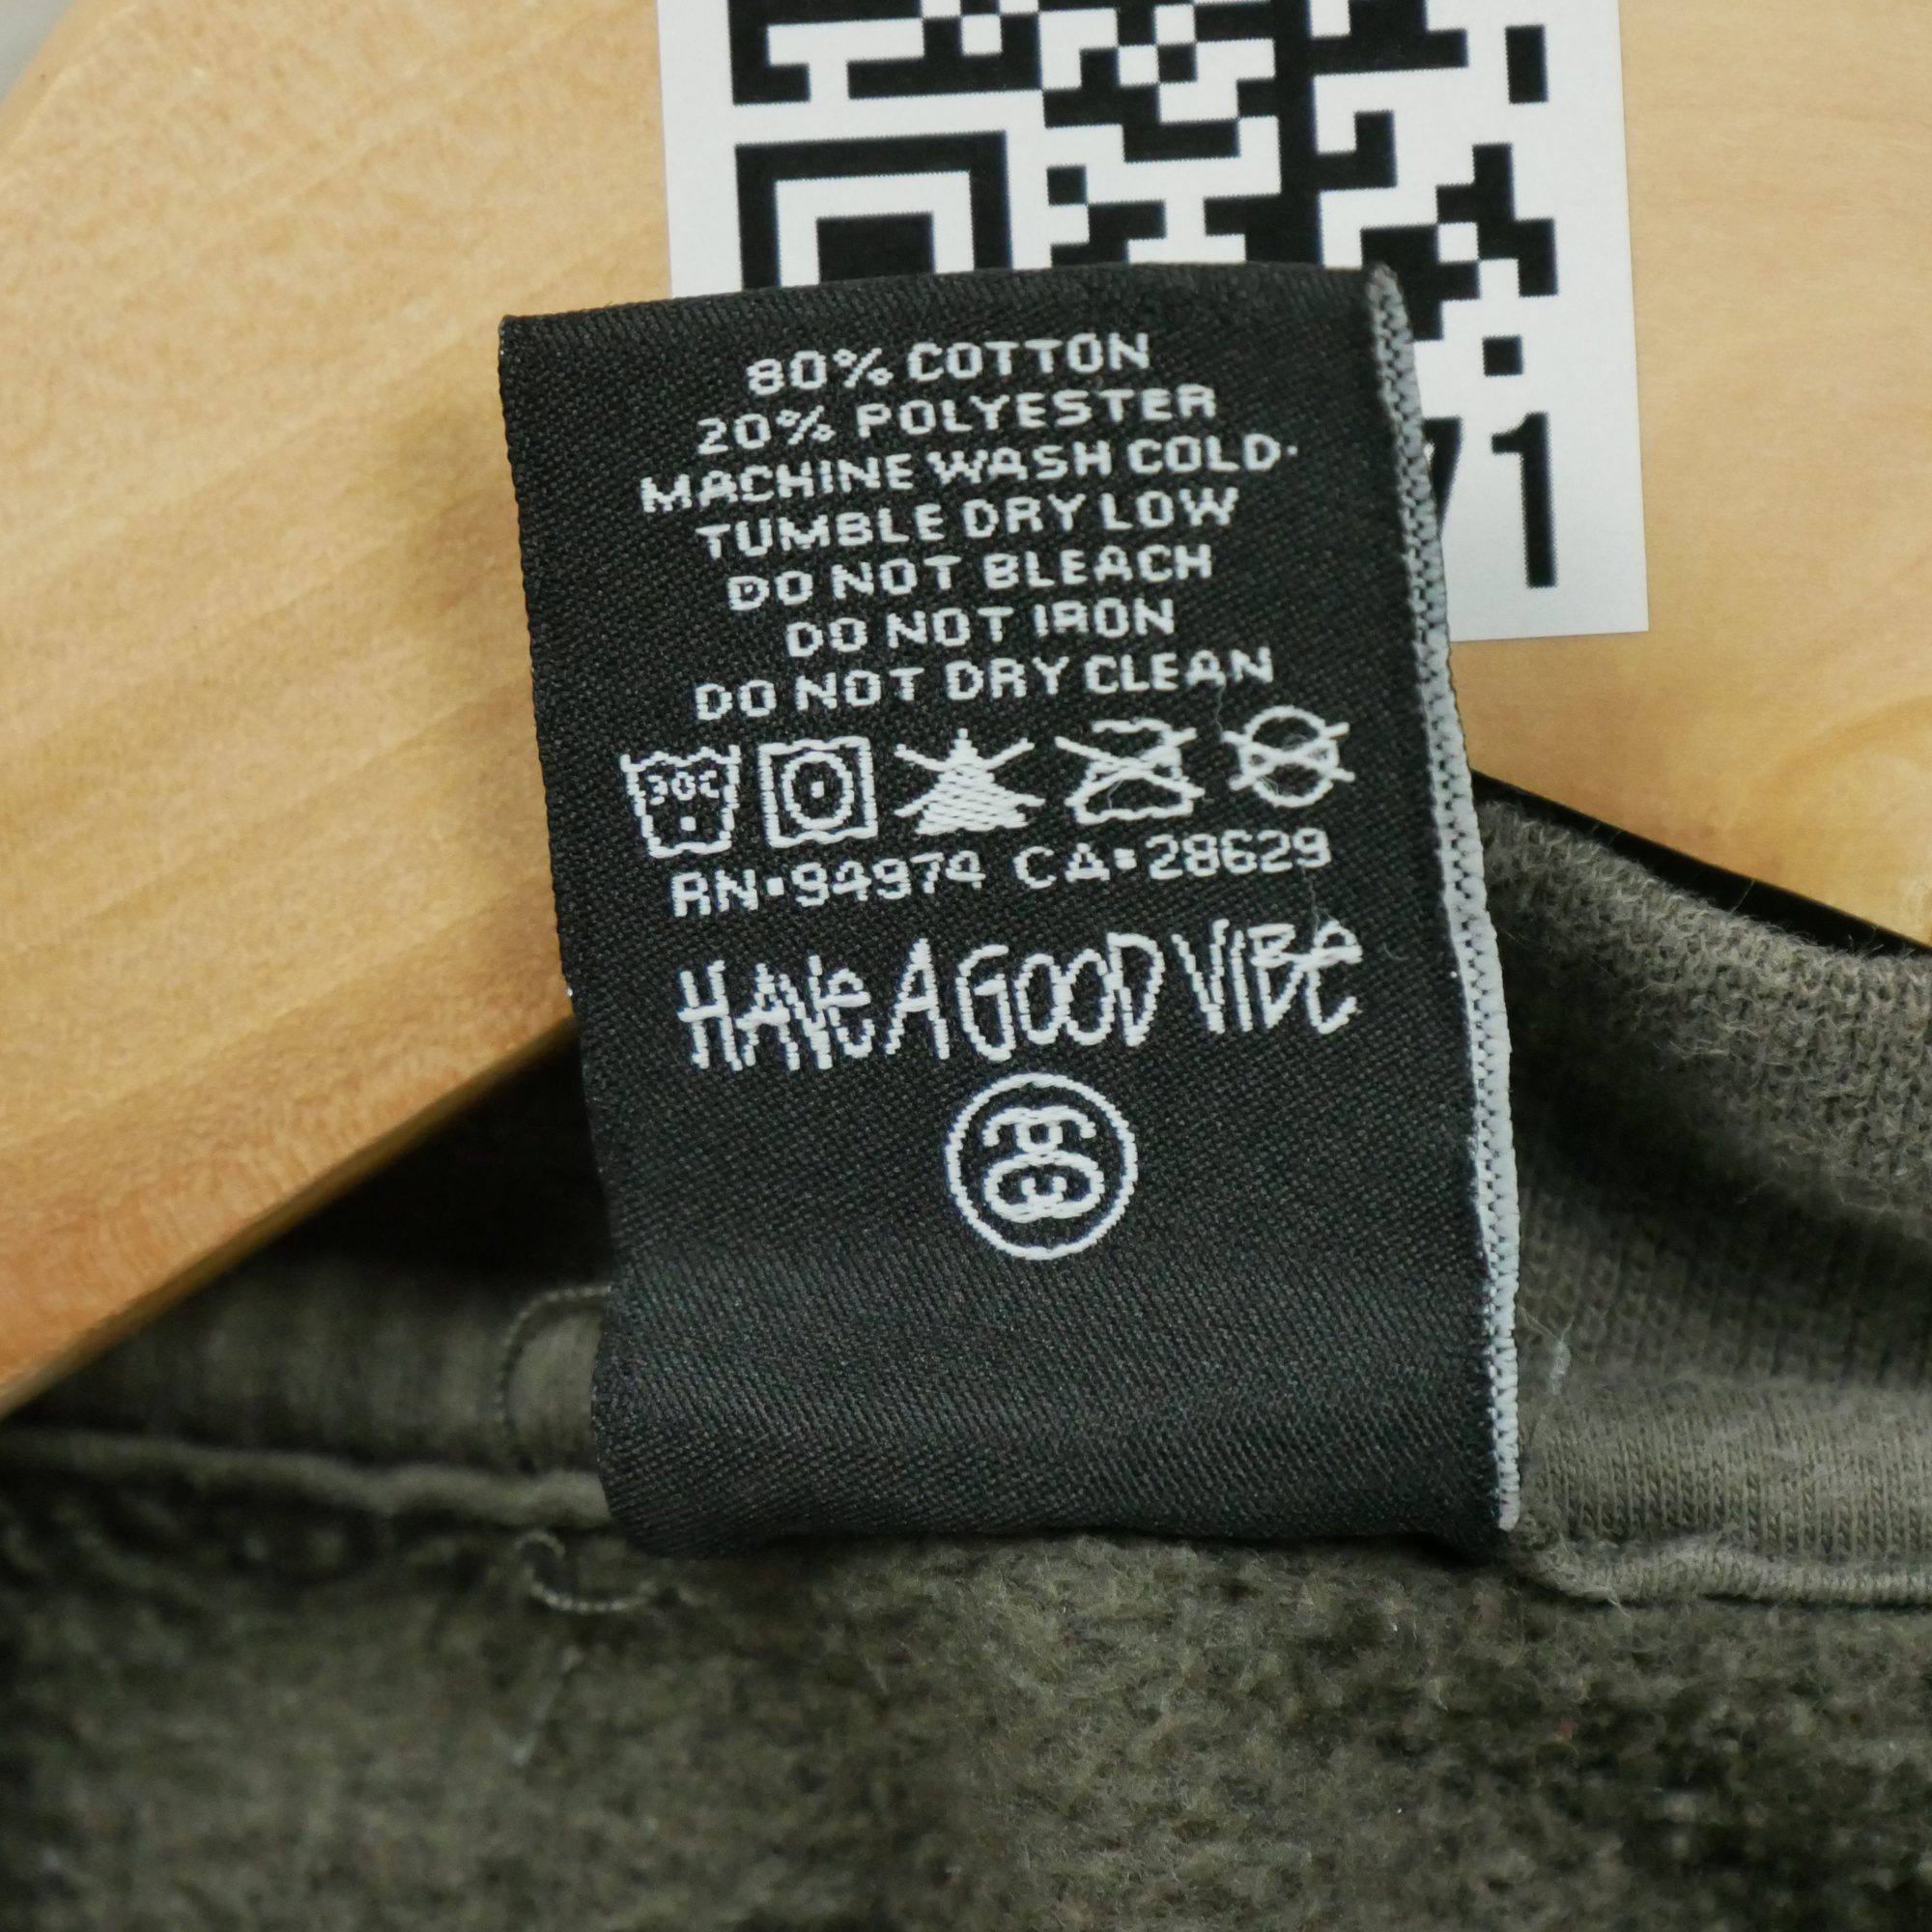 80% COTTON
20% POLYESTER
MACHINE WASH COLD·
TUMBLE DRY LOW
DO NOT BLEACH
DO NOT IRON
DO NOT DRY CLEAN
30C
RN·94974 CA:28629
HAVE A GOOD VIBE
71